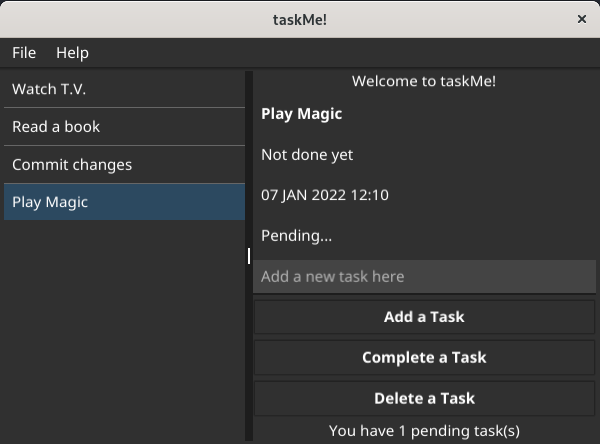 taskMe!
File Help
Watch T.V.
Read a book
Commit changes
Play Magic
Welcome to taskMe!
Play Magic
Not done yet
07 JAN 2022 12:10
Pending...
Add a new task here
Add a Task
Complete a Task
Delete a Task
You have 1 pending task(s)